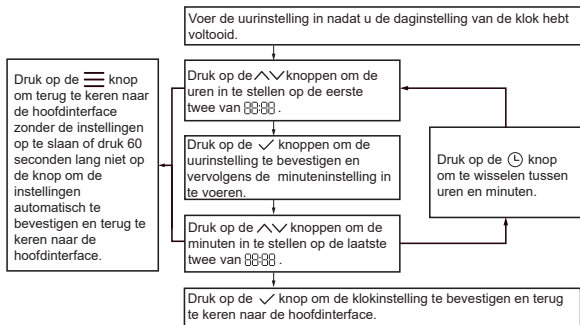 Voer de uurinstelling in nadat u de daginstelling van de klok hebt
voltooid.
Druk op de knop
om terug te keren naar
de hoofdinterface
zonder de instellingen
op te slaan of druk 60
seconden lang niet op
de knop om de
instellingen
automatisch te
bevestigen en terug te
keren naar de
hoofdinterface.
Druk op de knoppen om de
uren in te stellen op de eerste
twee van 88:88 .
Druk op de ✓ knoppen om de
uurinstelling te bevestigen en
vervolgens de minuteninstelling in
te voeren.
Druk op de knoppen om de
minuten in te stellen op de laatste
twee van 88:88 .
Druk op de knop
om te wisselen tussen
uren en minuten.
Druk op de ✓ knop om de klokinstelling te bevestigen en terug
te keren naar de hoofdinterface.